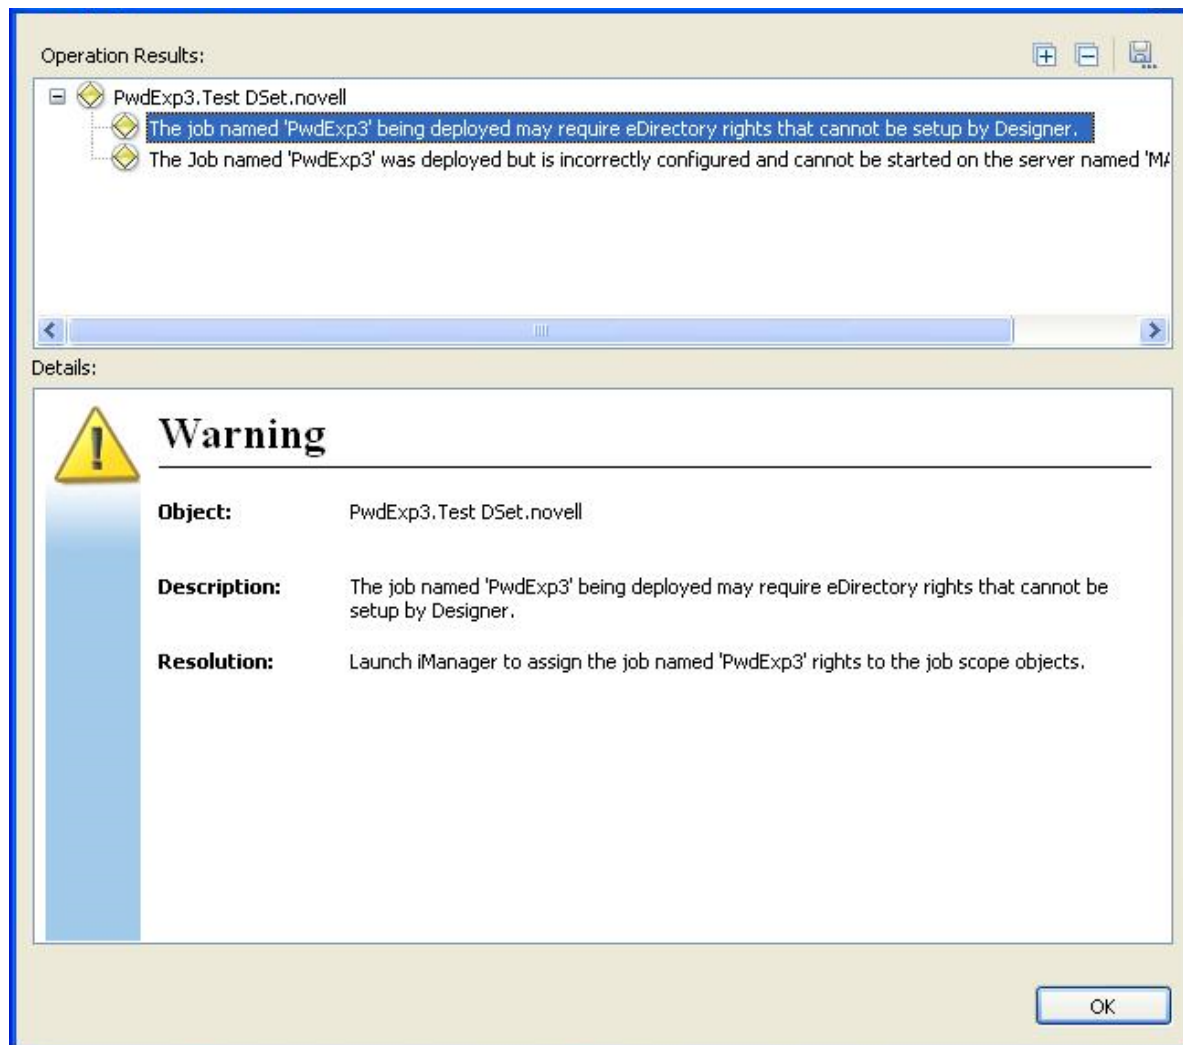 Operation Results:
PwdExp3.Test DSet.novell
The job named 'PwdExp3' being deployed may require eDirectory rights that cannot be setup by Designer.
The Job named 'PwdExp3' was deployed but is incorrectly configured and cannot be started on the server named
Details:
Warning
Object: PwdExp3.Test DSet.novell
Description: The job named 'PwdExp3' being deployed may require eDirectory rights that cannot be
setup by Designer.
Resolution: Launch iManager to assign the job named 'PwdExp3' rights to the job scope objects.
OK